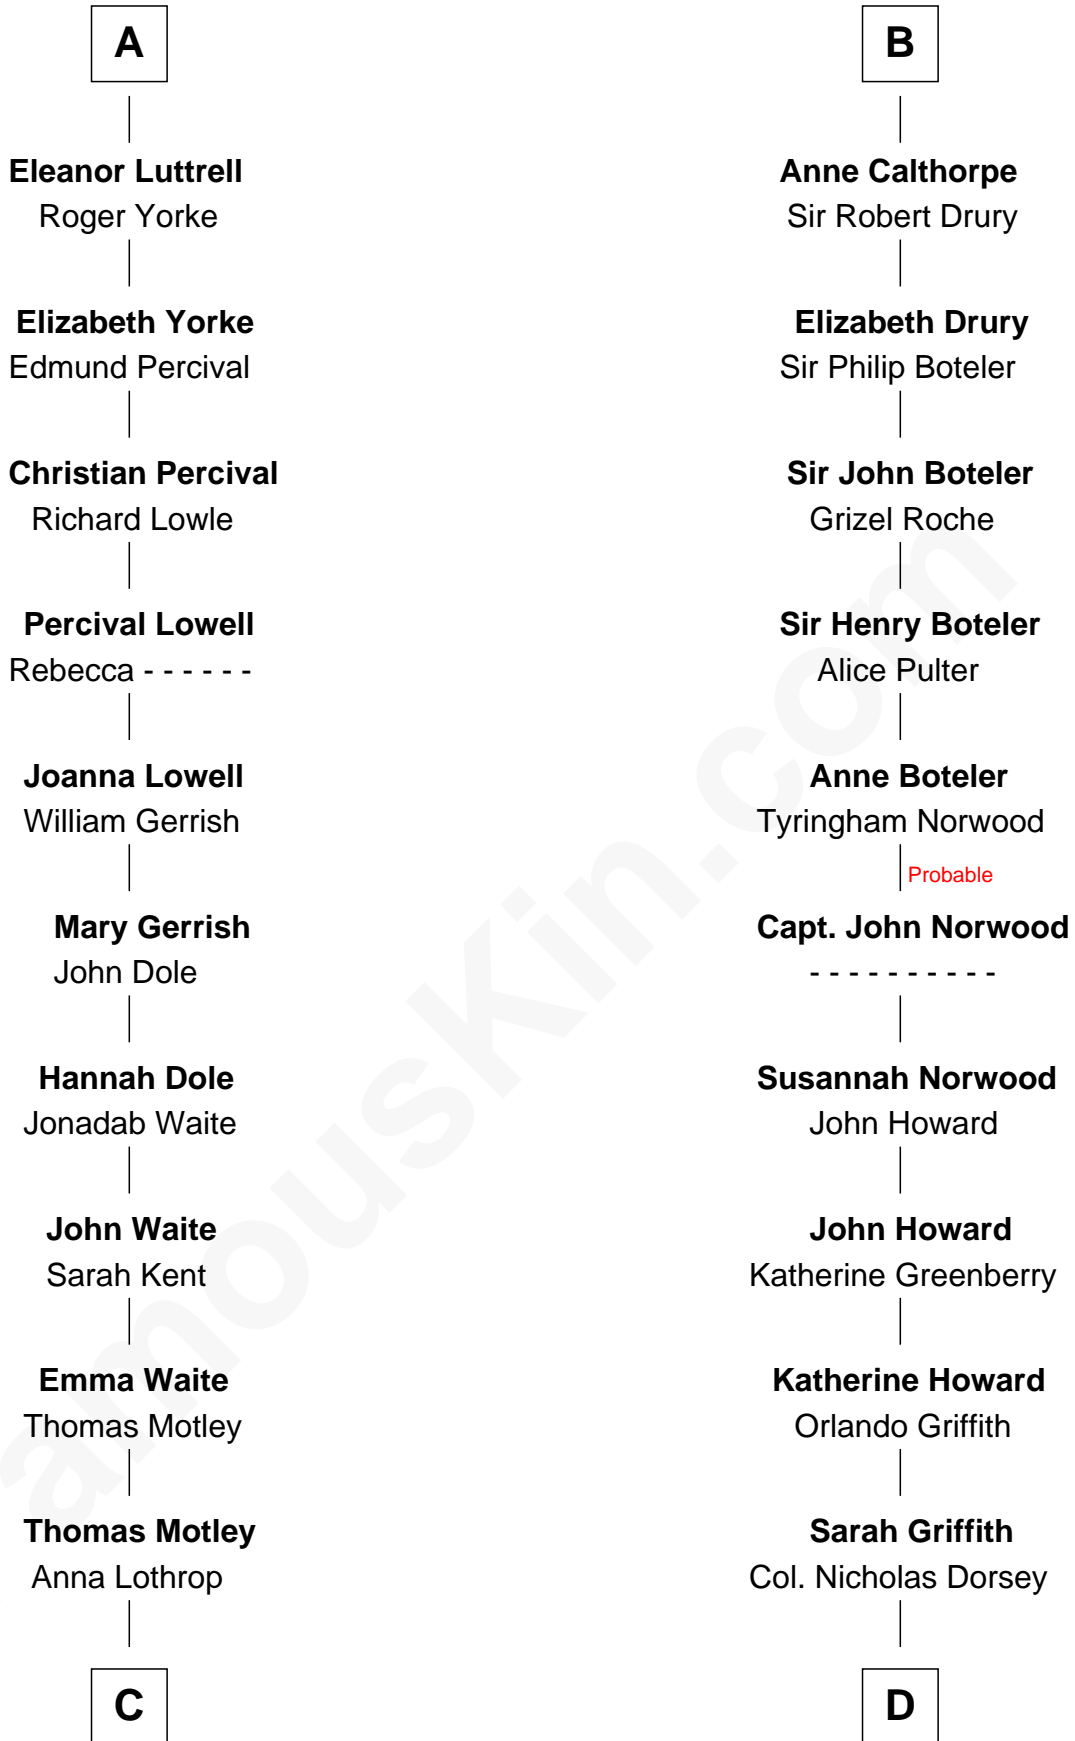 A
Eleanor Luttrell
Roger Yorke
Elizabeth Yorke
Edmund Percival
Christian Percival
Richard Lowle
Percival Lowell
Rebecca - - - - - -
Joanna Lowell
William Gerrish
Mary Gerrish
John Dole
Hannah Dole
Jonadab Waite
John Waite
Sarah Kent
Emma Waite
Thomas Motley
Thomas Motley
Anna Lothrop
C
B
Anne Calthorpe
Sir Robert Drury
Elizabeth Drury
Sir Philip Boteler
Sir John Boteler
Grizel Roche
Sir Henry Boteler
Alice Pulter
Anne Boteler
Tyringham Norwood
Probable
Capt. John Norwood
- - - - - - - - - -
Susannah Norwood
John Howard
John Howard
Katherine Greenberry
Katherine Howard
Orlando Griffith
Sarah Griffith
Col. Nicholas Dorsey
D
amouskin.com